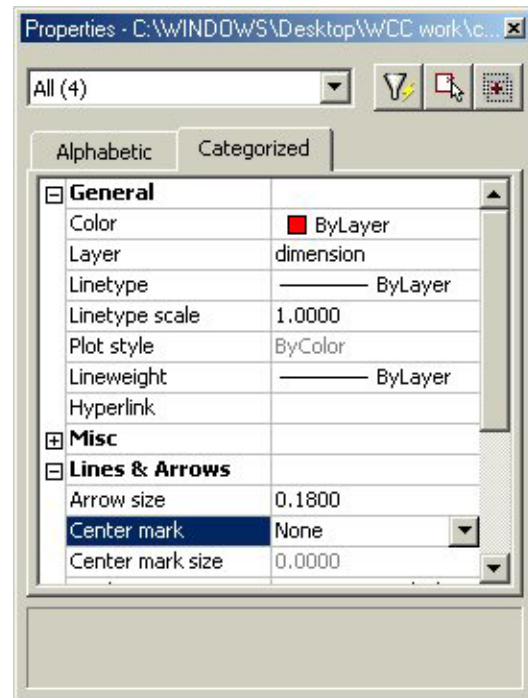 Properties - C:\WINDOWS\Desktop\WCC work\c...
All (4)
Alphabetic Categorized
General
Color ByLayer
Layer dimension
Linetype ByLayer
Linetype scale 1.0000
Plot style ByColor
Lineweight ByLayer
Hyperlink
Misc
Lines & Arrows
Arrow size 0.1800
Center mark None
Center mark size 0.0000